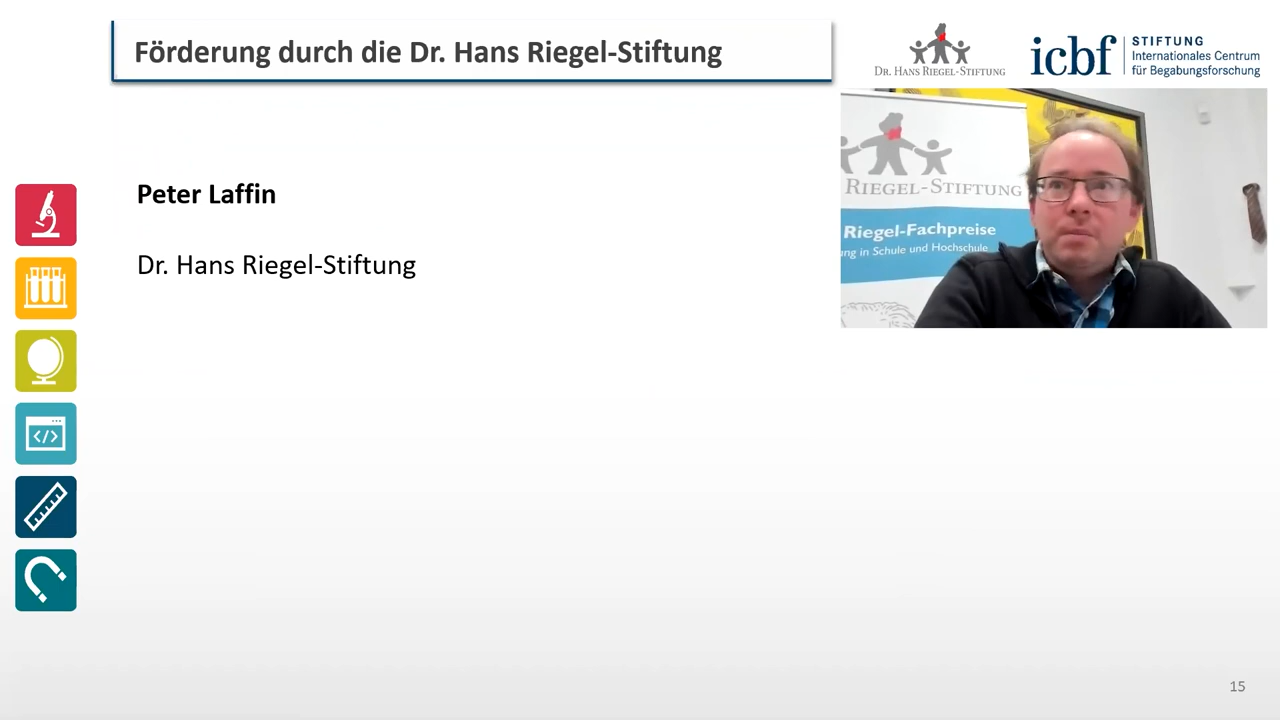 Förderung durch die Dr. Hans Riegel-Stiftung
DR. HANS RIEGEL-STIFTUNG
icbf
STIFTUNG
Internationales Centrum
für Begabungsforschung
RIEGEL-STIFTUNG
Riegel-Fachpreise
ng in Schule und Hochschule
Peter Laffin
Dr. Hans Riegel-Stiftung
</>
15